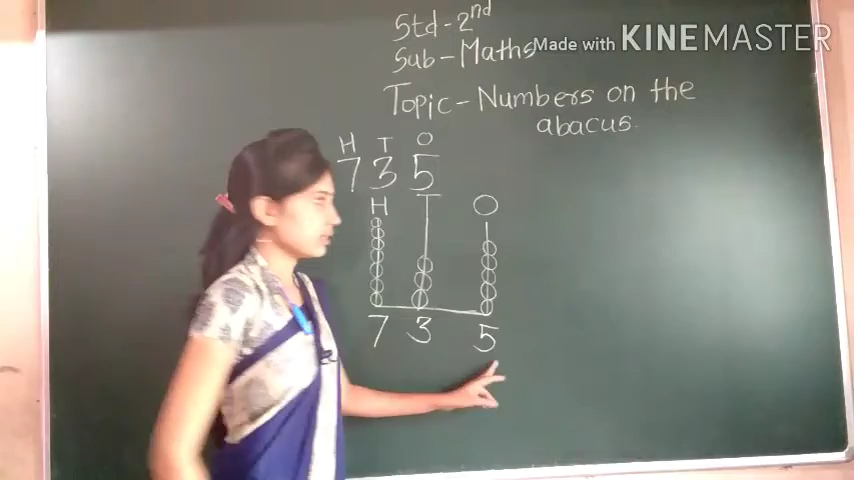 Std-2nd
Sub-Maths
Made with KINEMASTER
Topic-Numbers on the
abacus.
H T O
7 3 5
H T O
7 3 5